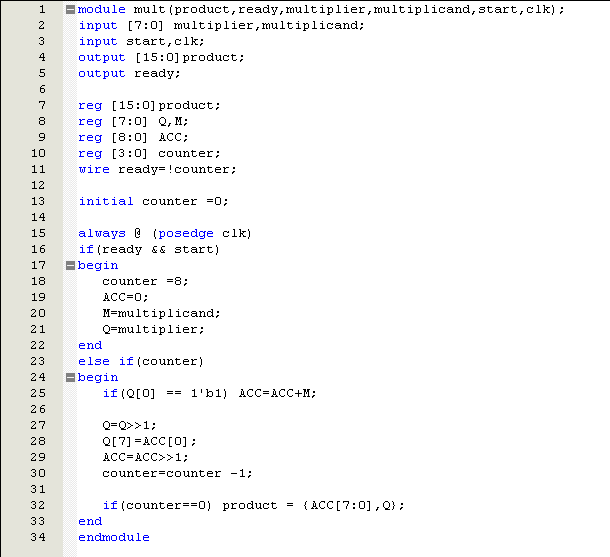 1 module mult(product,ready,multiplier,multiplicand,start,clk);
2 input [7:0] multiplier,multiplicand;
3 input start,clk;
4 output [15:0]product;
5 output ready;
6
7 reg [15:0]product;
8 reg [7:0] Q,M;
9 reg [8:0] ACC;
10 reg [3:0] counter;
11 wire ready=!counter;
12
13 initial counter =0;
14
15 always @ (posedge clk)
16 if(ready && start)
17 begin
18    counter =8;
19    ACC=0;
20    M=multiplicand;
21    Q=multiplier;
22 end
23 else if(counter)
24 begin
25    if(Q[0] == 1'b1) ACC=ACC+M;
26
27    Q=Q>>1;
28    Q[7]=ACC[0];
29    ACC=ACC>>1;
30    counter=counter -1;
31
32    if(counter==0) product = {ACC[7:0],Q};
33 end
34 endmodule